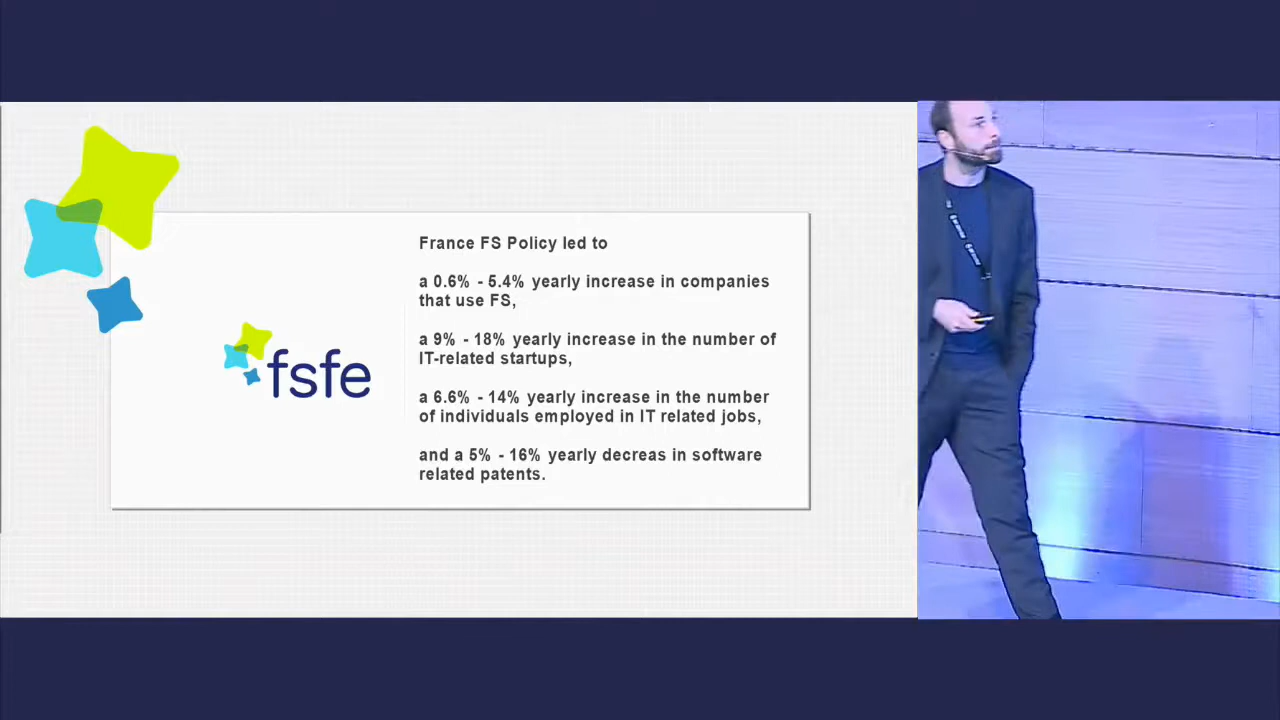 France FS Policy led to
a 0.6% - 5.4% yearly increase in companies
that use FS,
a 9% - 18% yearly increase in the number of
IT-related startups,
a 6.6% - 14% yearly increase in the number
of individuals employed in IT related jobs,
and a 5% - 16% yearly decreas in software
related patents.
fsfe